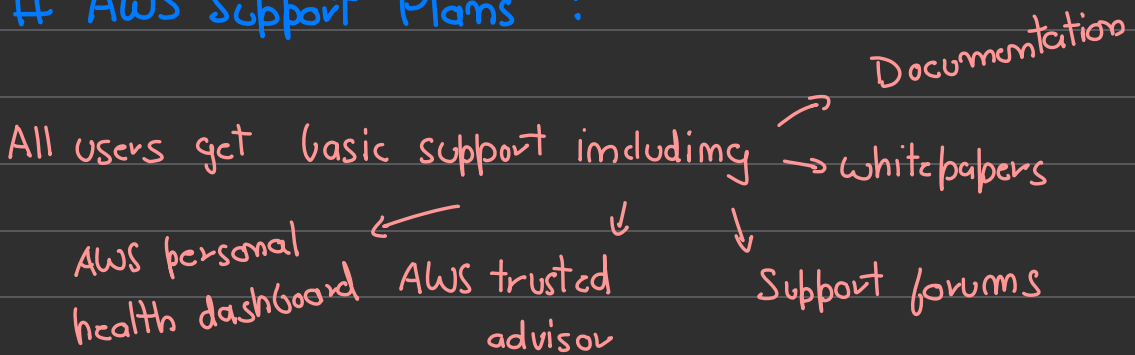 # AWS Support Plans :
Documentation
All users get basic support including
whitepapers
AWS personal
health dashboard
AWS trusted
advisor
Support forums